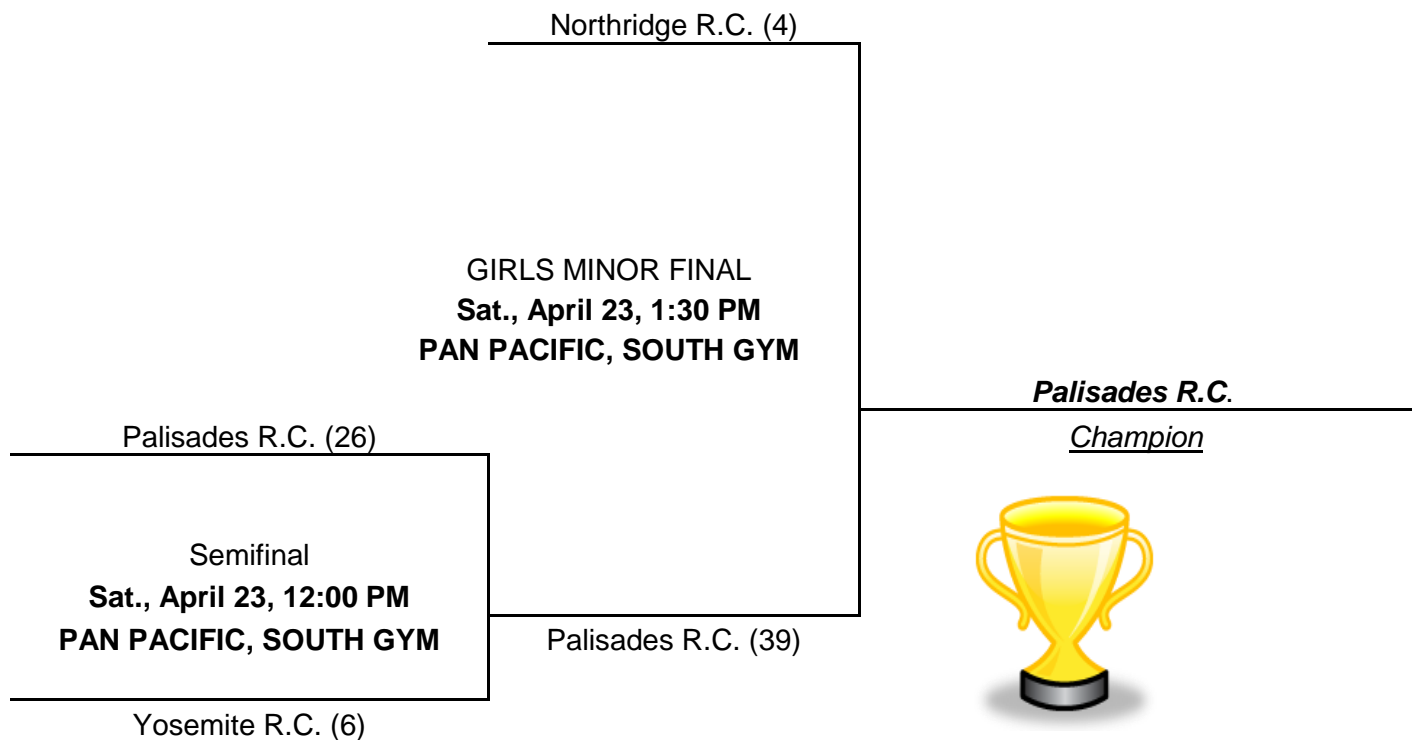 Northridge R.C. (4)
GIRLS MINOR FINAL
Sat., April 23, 1:30 PM
PAN PACIFIC, SOUTH GYM
Palisades R.C.
Champion
Palisades R.C. (26)
Semifinal
Sat., April 23, 12:00 PM
PAN PACIFIC, SOUTH GYM
Palisades R.C. (39)
Yosemite R.C. (6)